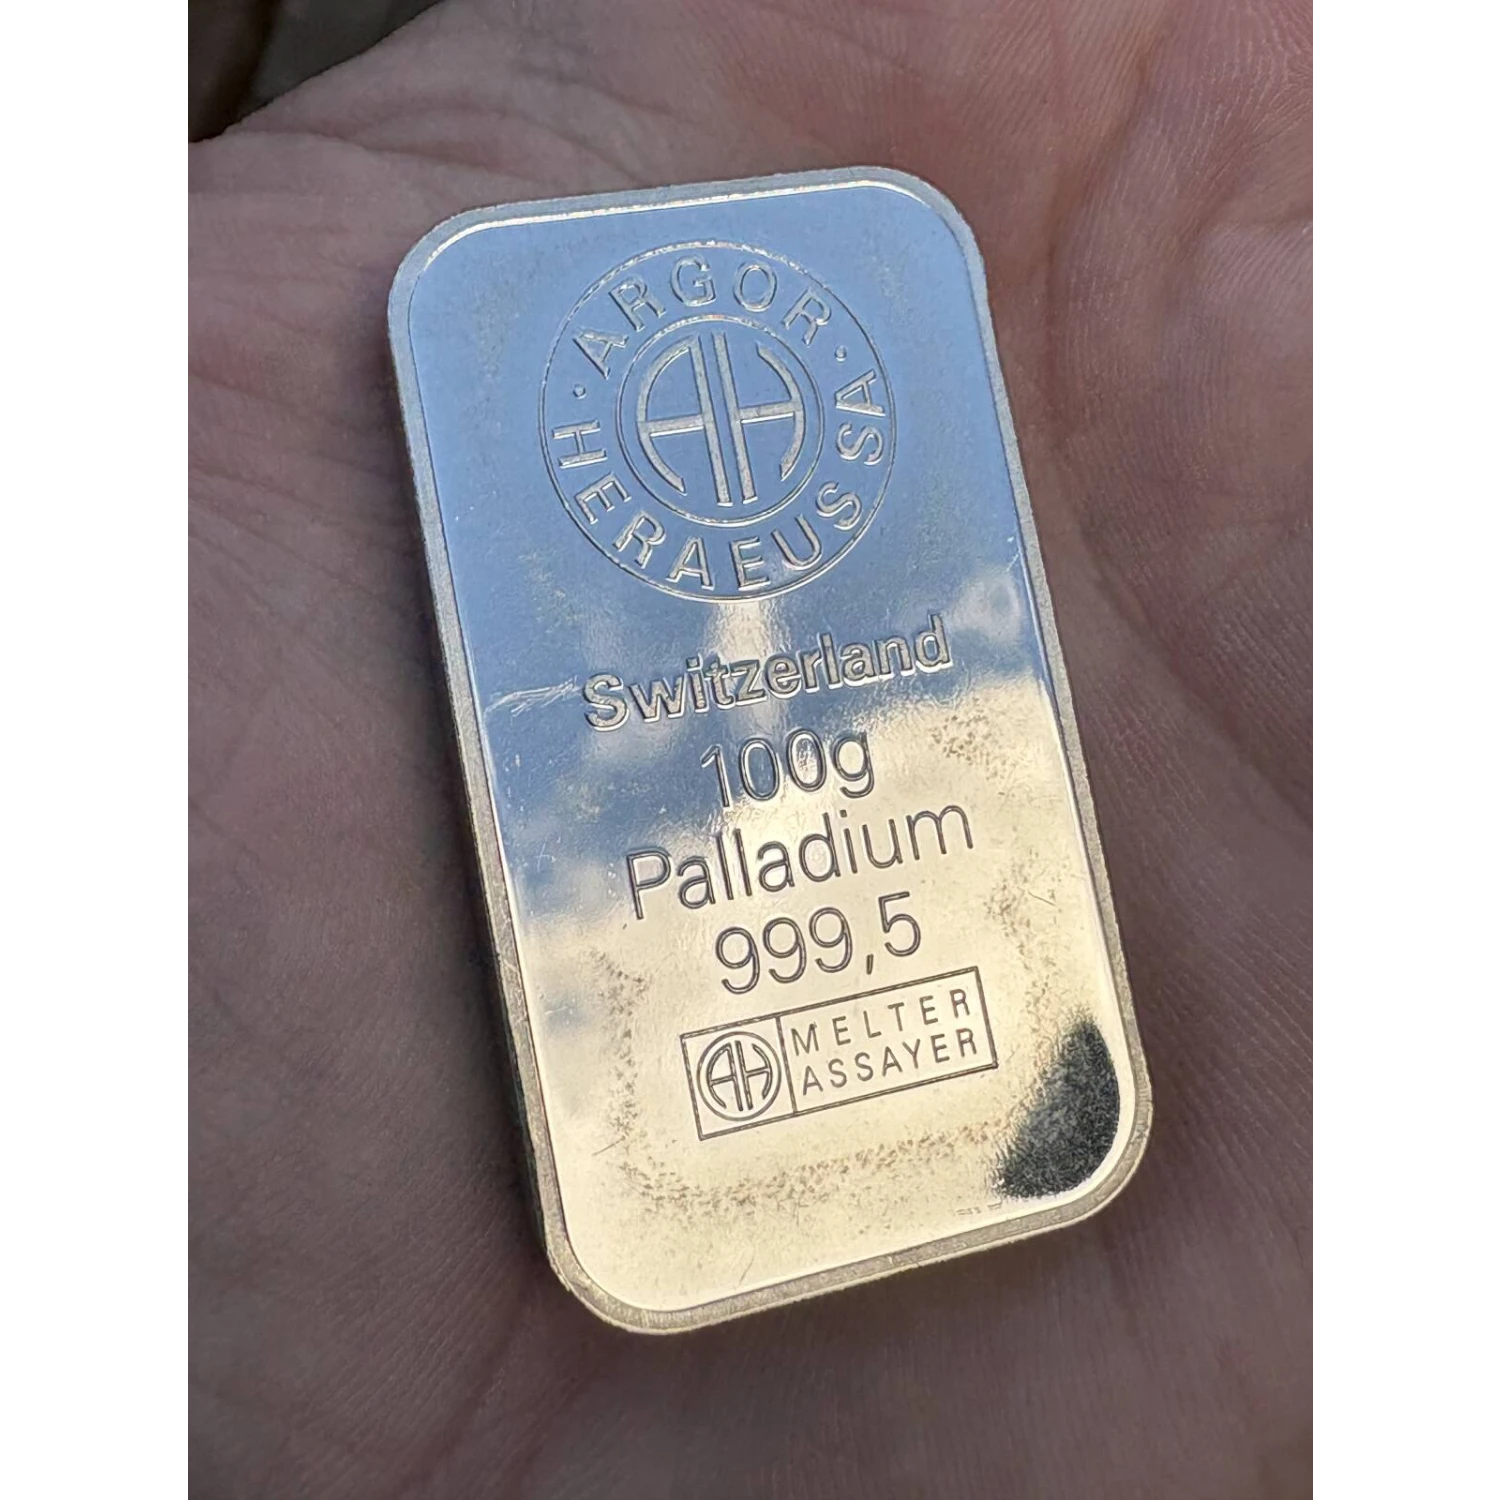 · ARGOR ·
HERAEUS SA
AH
Switzerland
100g
Palladium
999,5
AH MELTER
ASSAYER